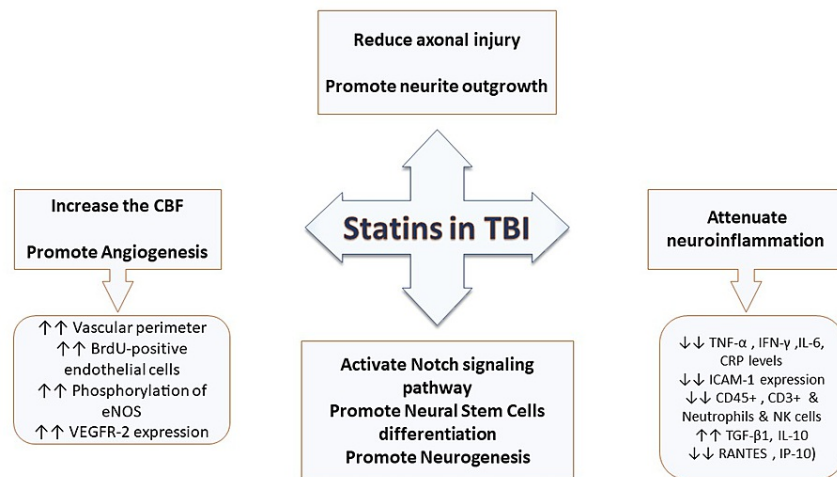 Reduce axonal injury
Promote neurite outgrowth
Statins in TBI
Increase the CBF
Promote Angiogenesis
↑↑ Vascular perimeter
↑↑ BrdU-positive
endothelial cells
↑↑ Phosphorylation of
eNOS
↑↑ VEGFR-2 expression
Activate Notch signaling
pathway
Promote Neural Stem Cells
differentiation
Promote Neurogenesis
Attenuate
neuroinflammation
↓↓ TNF-α , IFN-γ ,IL-6,
CRP levels
↓↓ ICAM-1 expression
↓↓ CD45+ , CD3+ &
Neutrophils & NK cells
↑↑ TGF-β1, IL-10
↓↓ RANTES , IP-10)